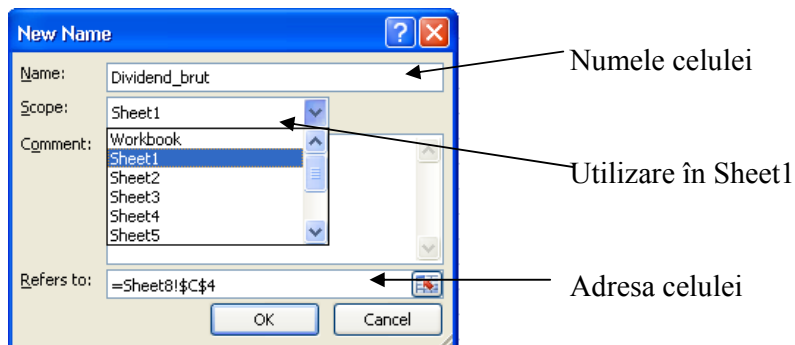 New Name
Name: Dividend_brut
Numele celulei
Scope: Sheet1
Comment:
Workbook
Sheet1
Sheet2
Sheet3
Sheet4
Sheet5
Utilizare în Sheet1
Refers to: =Sheet8!$C$4
Adresa celulei
OK Cancel